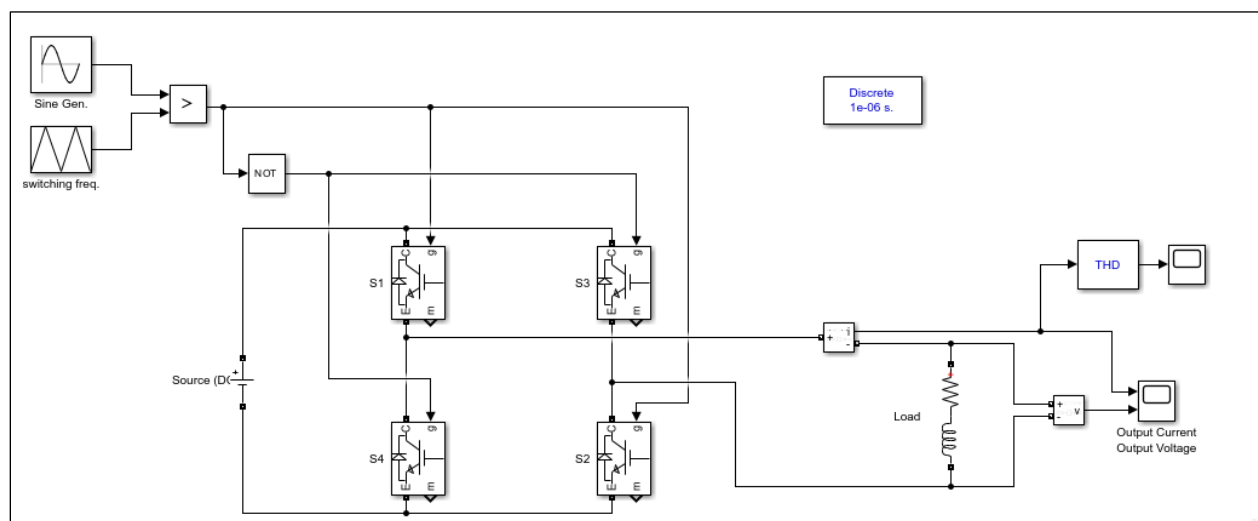 Sine Gen.
>
switching freq.
NOT
Discrete
1e-06 s.
C
g
S1
E
m
C
g
S3
E
m
THD
+
i
-
+
Source (D
+
-
v
Load
Output Current
Output Voltage
C
g
S4
E
m
C
g
S2
E
m